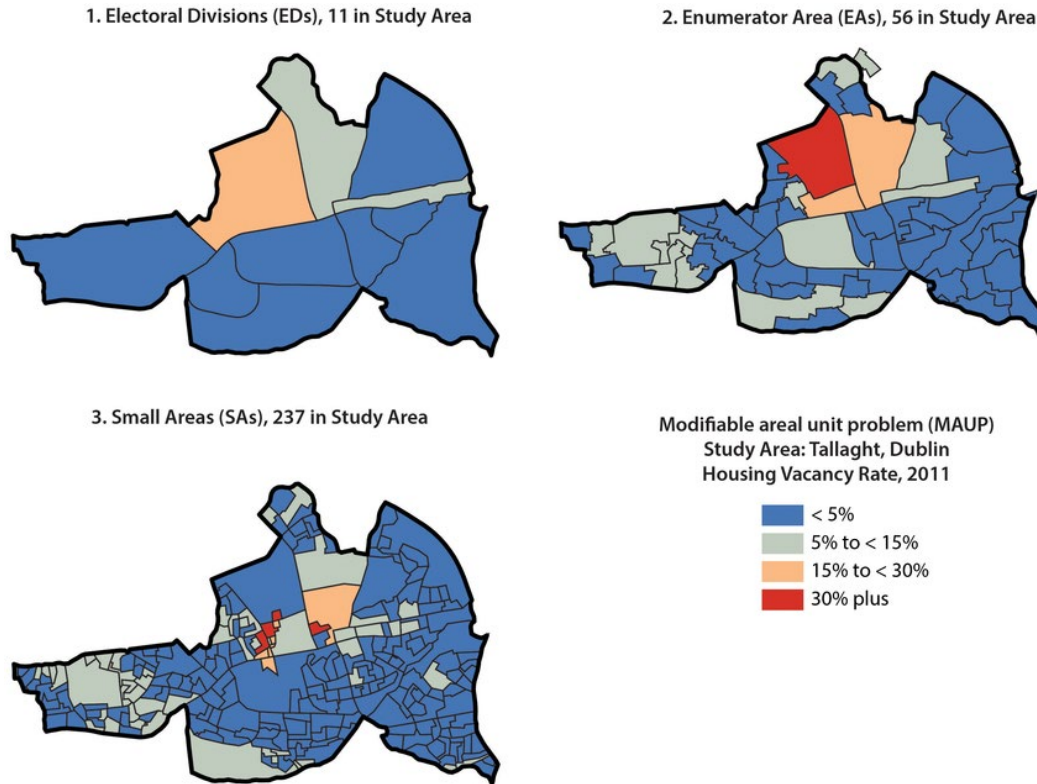 1. Electoral Divisions (EDs), 11 in Study Area
2. Enumerator Area (EAs), 56 in Study Area
3. Small Areas (SAs), 237 in Study Area
Modifiable areal unit problem (MAUP)
Study Area: Tallaght, Dublin
Housing Vacancy Rate, 2011
< 5%
5% to < 15%
15% to < 30%
30% plus